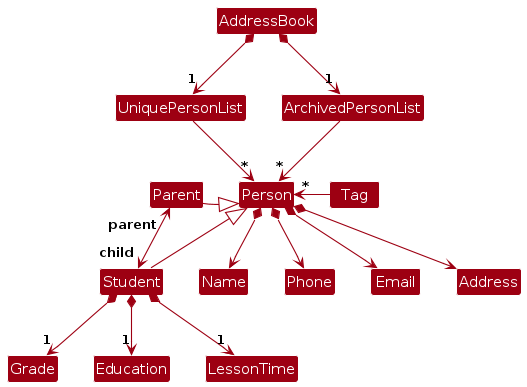 AddressBook
1
1
UniquePersonList
ArchivedPersonList
*
*
*
Parent
Person
Tag
parent
child
Student
Name
Phone
Email
Address
1
1
1
Grade
Education
LessonTime